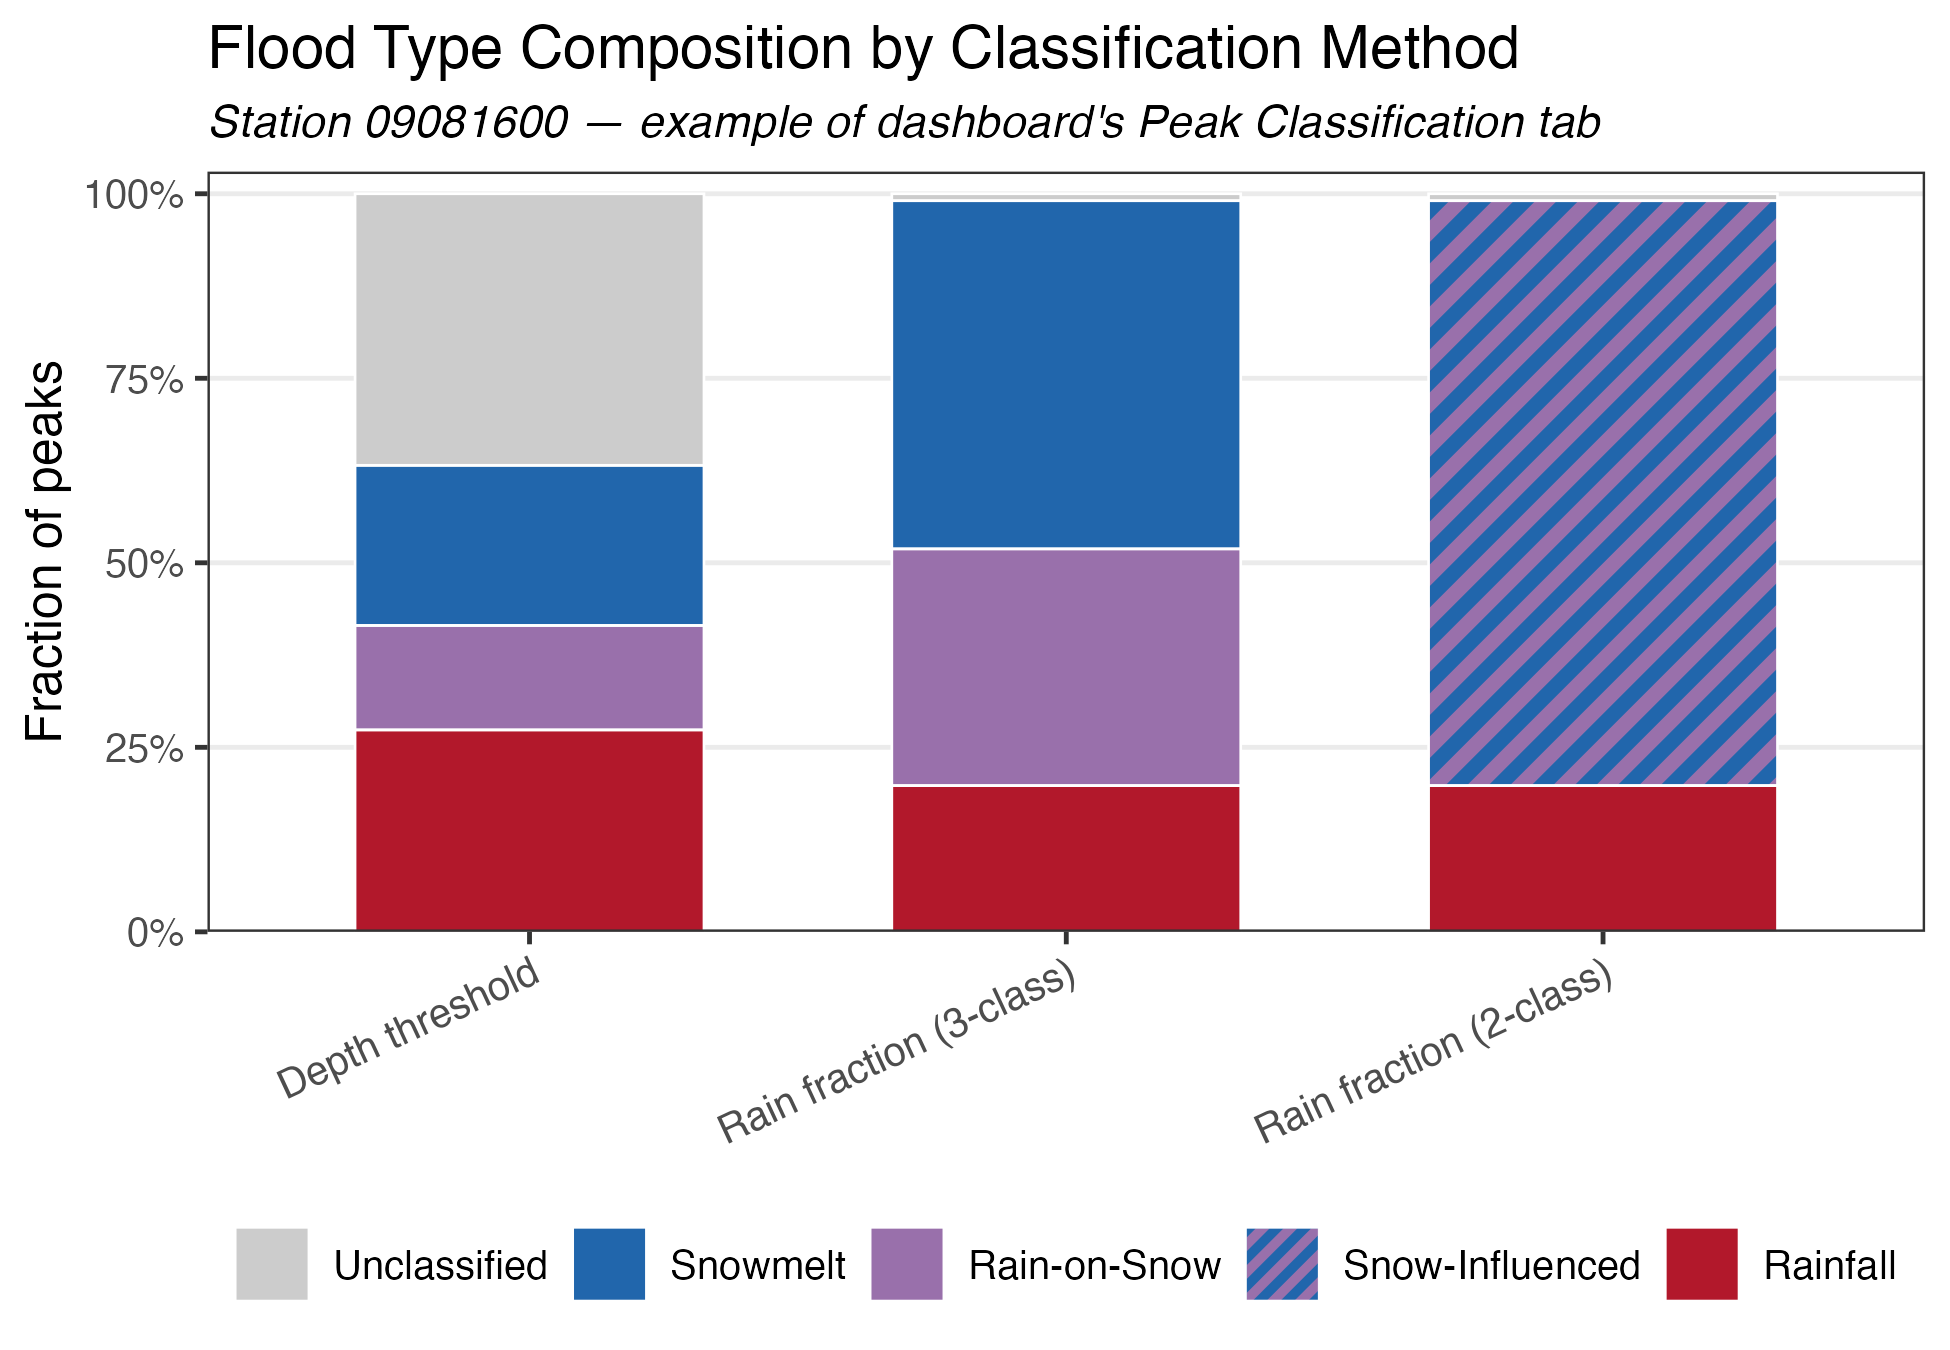 Flood Type Composition by Classification Method
Station 09081600 — example of dashboard's Peak Classification tab
Fraction of peaks
100%
75%
50%
25%
0%
Depth threshold
Rain fraction (3-class)
Rain fraction (2-class)
Unclassified
Snowmelt
Rain-on-Snow
Snow-Influenced
Rainfall